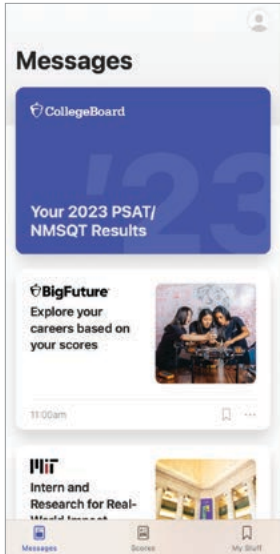 Messages
CollegeBoard
'23
Your 2023 PSAT/
NMSQT Results
BigFuture
Explore your
careers based on
your scores
11:00am
MIT
Intern and
Research for Real-
World Impact
Messages
Scores
My Stuff